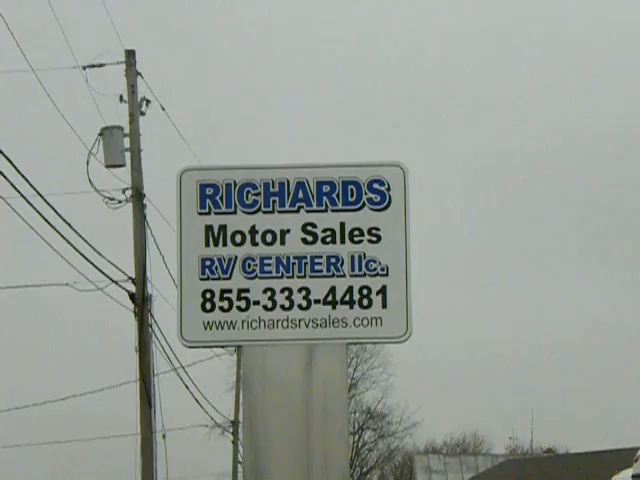 RICHARDS
Motor Sales
RV CENTER llc.
855-333-4481
www.richardsrvsales.com